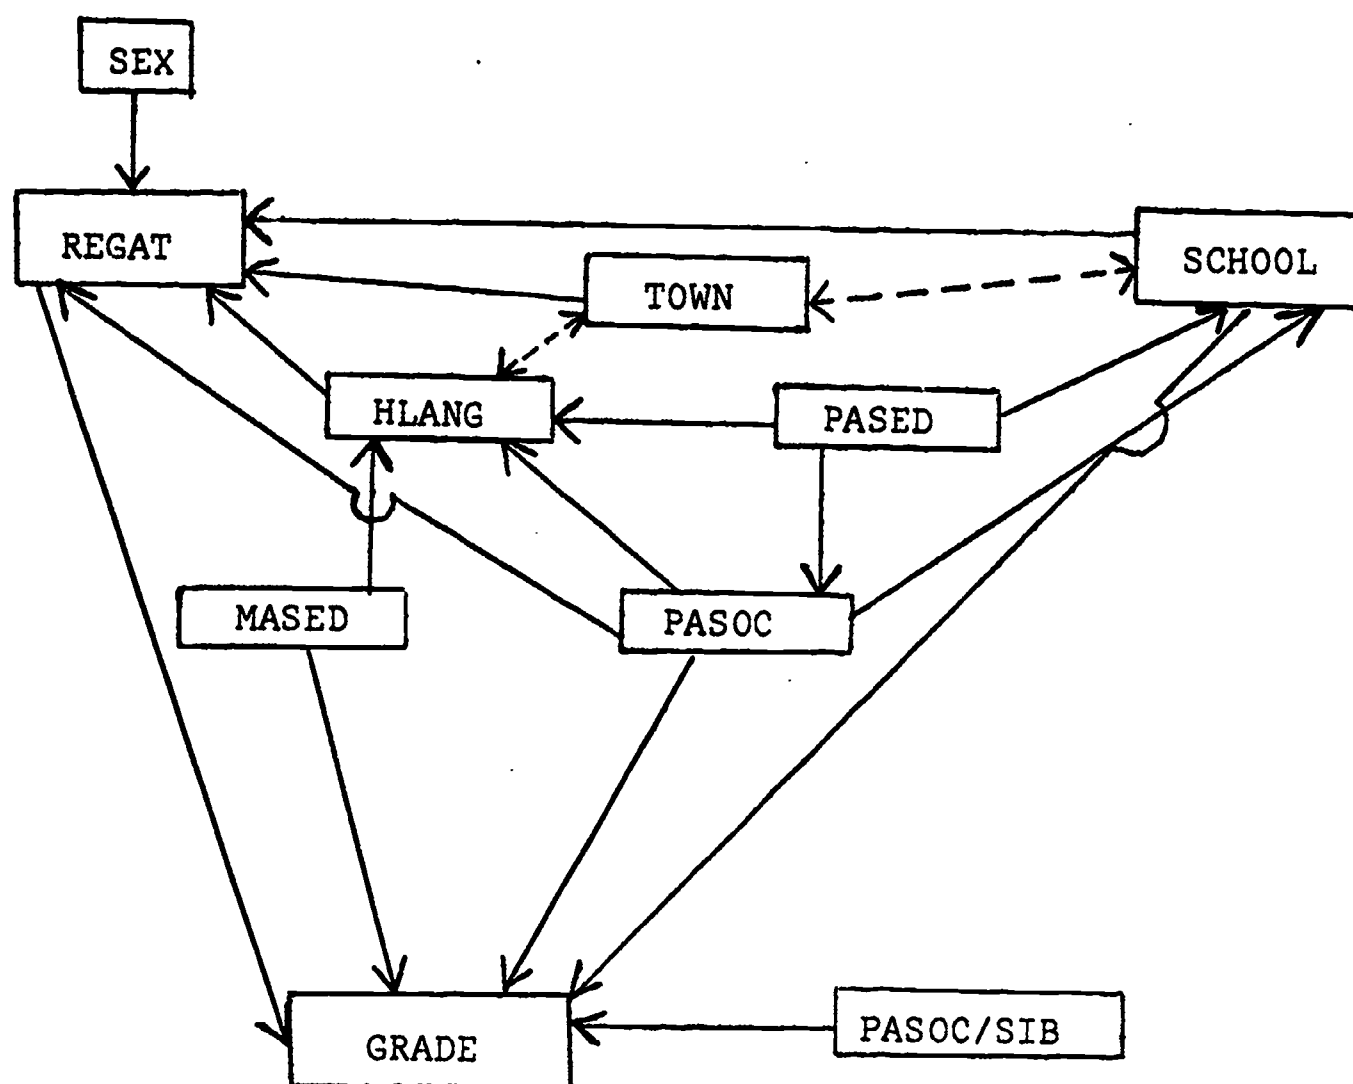 SEX
REGAT
SCHOOL
TOWN
HLANG
PASED
MASED
PASOC
GRADE
PASOC/SIB